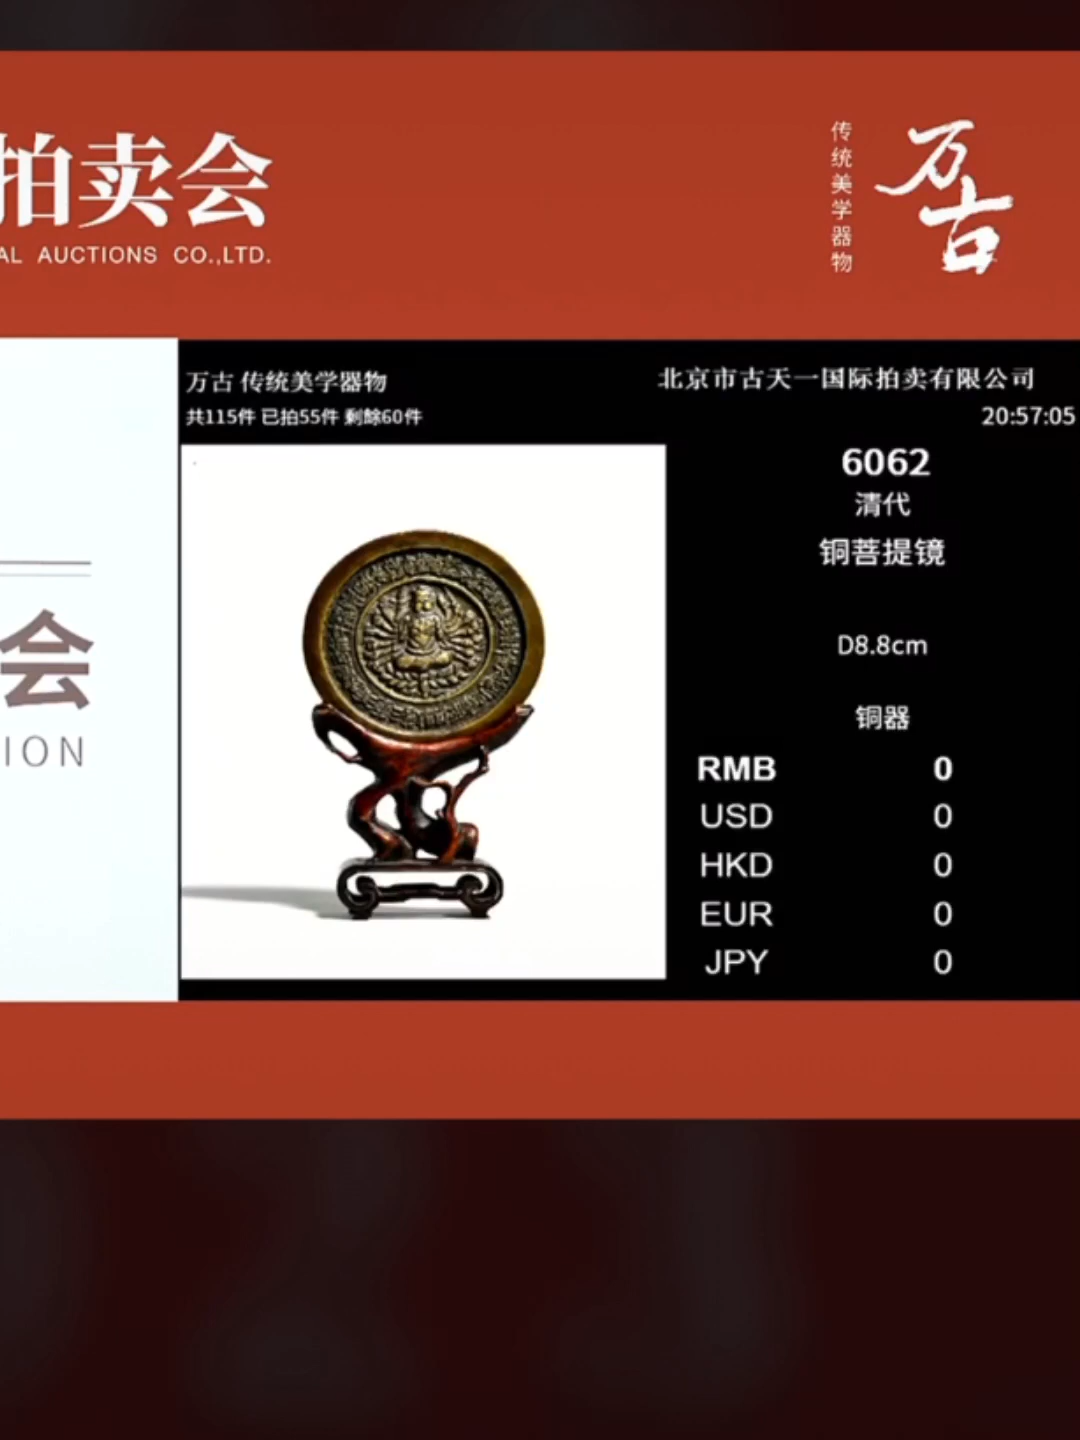 拍卖会
AL AUCTIONS CO.,LTD.
传统美学器物
万古
会
ION
万古 传统美学器物
共115件 已拍55件 剩餘60件
北京市古天一国际拍卖有限公司
20:57:05
6062
清代
铜菩提镜
D8.8cm
铜器
RMB 0
USD 0
HKD 0
EUR 0
JPY 0